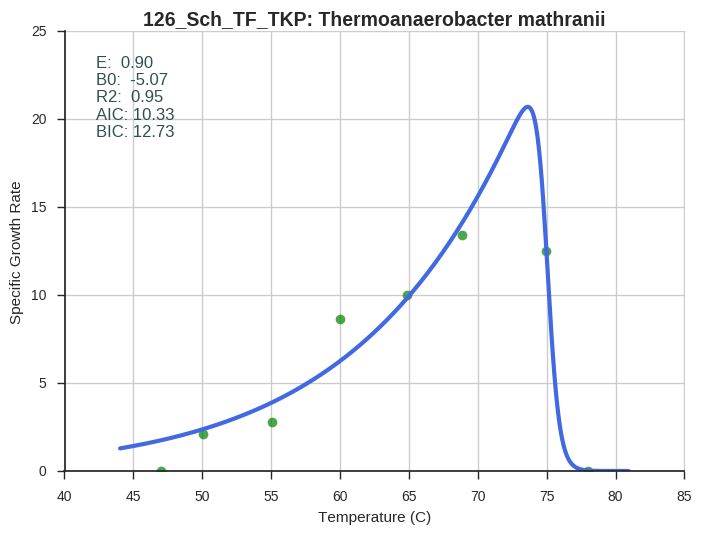 126_Sch_TF_TKP: Thermoanaerobacter mathranii
E: 0.90
B0: -5.07
R2: 0.95
AIC: 10.33
BIC: 12.73
Specific Growth Rate
25
20
15
10
5
0
40 45 50 55 60 65 70 75 80 85
Temperature (C)